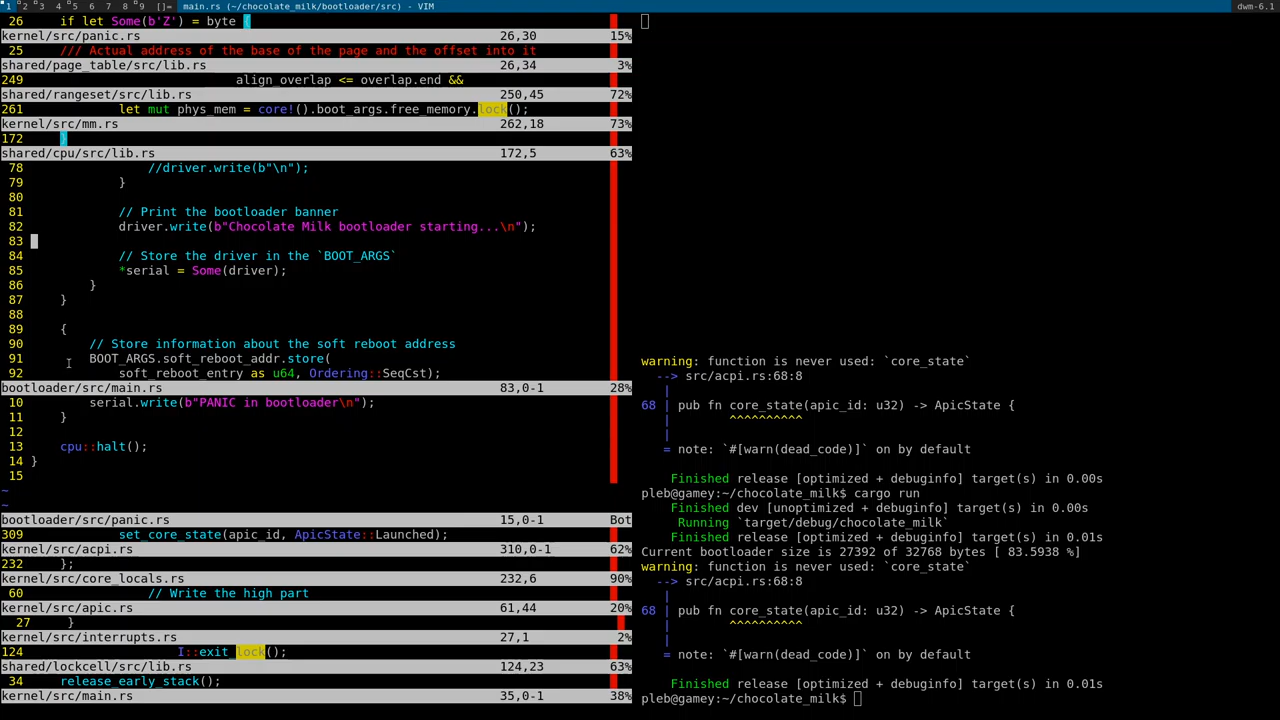 1 2 3 4 5 6 7 8 9 []= main.rs (~/chocolate_milk/bootloader/src) - VIM dwm-6.1
26 if let Some(b'Z') = byte {
kernel/src/panic.rs 26,30 15%
25 /// Actual address of the base of the page and the offset into it
shared/page_table/src/lib.rs 26,34 3%
249 align_overlap <= overlap.end &&
shared/rangeset/src/lib.rs 250,45 72%
261 let mut phys_mem = core!().boot_args.free_memory.lock();
kernel/src/mm.rs 262,18 73%
172 }
shared/cpu/src/lib.rs 172,5 63%
78 //driver.write(b"\n");
79 }
80
81 // Print the bootloader banner
82 driver.write(b"Chocolate Milk bootloader starting...\n");
83
84 // Store the driver in the `BOOT_ARGS`
85 *serial = Some(driver);
86 }
87 }
88
89 {
90 // Store information about the soft reboot address
91 BOOT_ARGS.soft_reboot_addr.store(
92 soft_reboot_entry as u64, Ordering::SeqCst);
bootloader/src/main.rs 83,0-1 28%
10 serial.write(b"PANIC in bootloader\n");
11 }
12
13 cpu::halt();
14 }
15
~
~
bootloader/src/panic.rs 15,0-1 Bot
309 set_core_state(apic_id, ApicState::Launched);
kernel/src/acpi.rs 310,0-1 62%
232 };
kernel/src/core_locals.rs 232,6 90%
60 // Write the high part
kernel/src/apic.rs 61,44 20%
27 }
kernel/src/interrupts.rs 27,1 2%
124 I::exit_lock();
shared/lockcell/src/lib.rs 124,23 63%
34 release_early_stack();
kernel/src/main.rs 35,0-1 38%
warning: function is never used: `core_state`
--> src/acpi.rs:68:8
|
68 | pub fn core_state(apic_id: u32) -> ApicState {
| ^^^^^^^^^^
|
= note: `#[warn(dead_code)]` on by default
Finished release [optimized + debuginfo] target(s) in 0.00s
pleb@gamey:~/chocolate_milk$ cargo run
Finished dev [unoptimized + debuginfo] target(s) in 0.00s
Running `target/debug/chocolate_milk`
Finished release [optimized + debuginfo] target(s) in 0.01s
Current bootloader size is 27392 of 32768 bytes [ 83.5938 %]
warning: function is never used: `core_state`
--> src/acpi.rs:68:8
|
68 | pub fn core_state(apic_id: u32) -> ApicState {
| ^^^^^^^^^^
|
= note: `#[warn(dead_code)]` on by default
Finished release [optimized + debuginfo] target(s) in 0.01s
pleb@gamey:~/chocolate_milk$